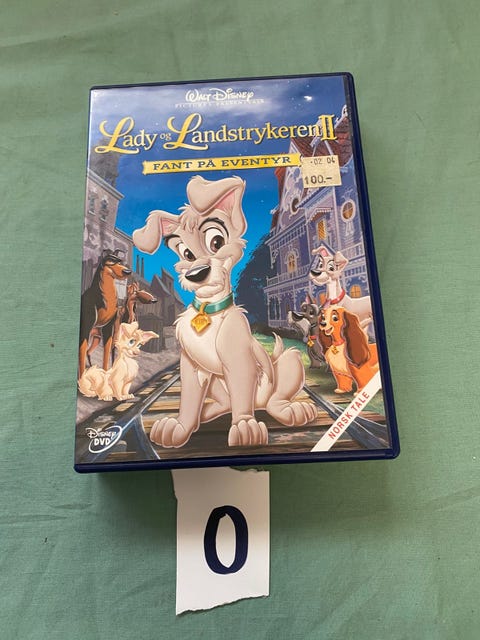 Walt Disney
PICTURES PRESENTERER
Lady og Landstrykeren II
FANT PÅ EVENTYR
·02 04
100.-
NORSK TALE
Disney
DVD
0